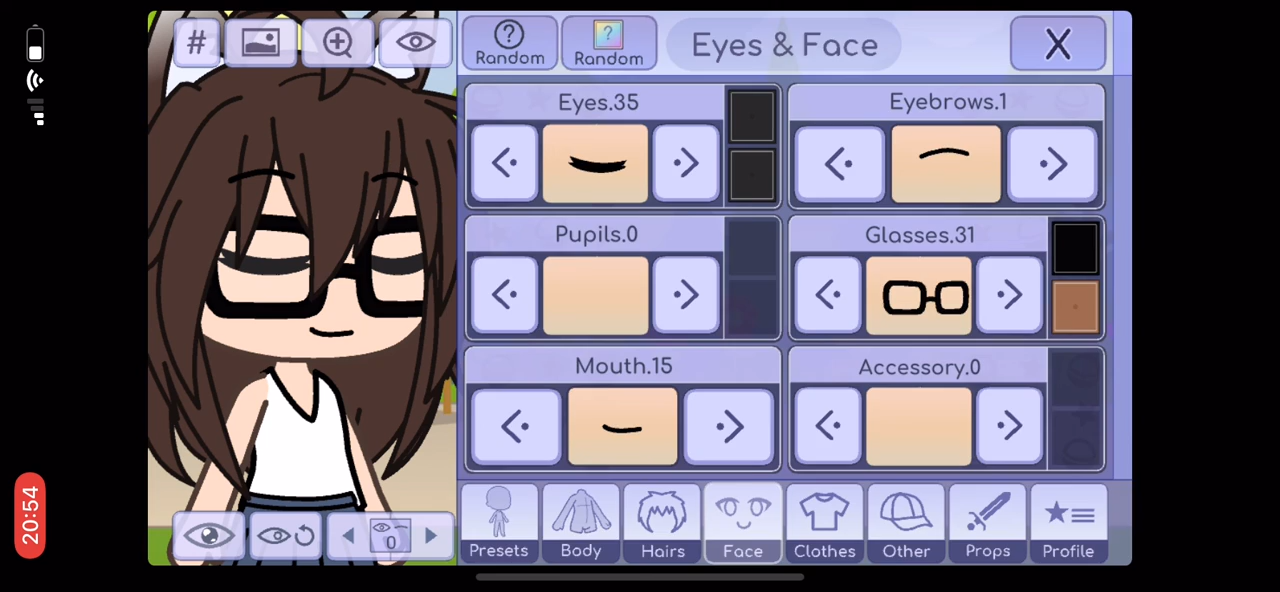 20:54
#
Random
Random
Eyes & Face
X
Eyes.35
Eyebrows.1
Pupils.0
Glasses.31
Mouth.15
Accessory.0
0
Presets
Body
Hairs
Face
Clothes
Other
Props
Profile